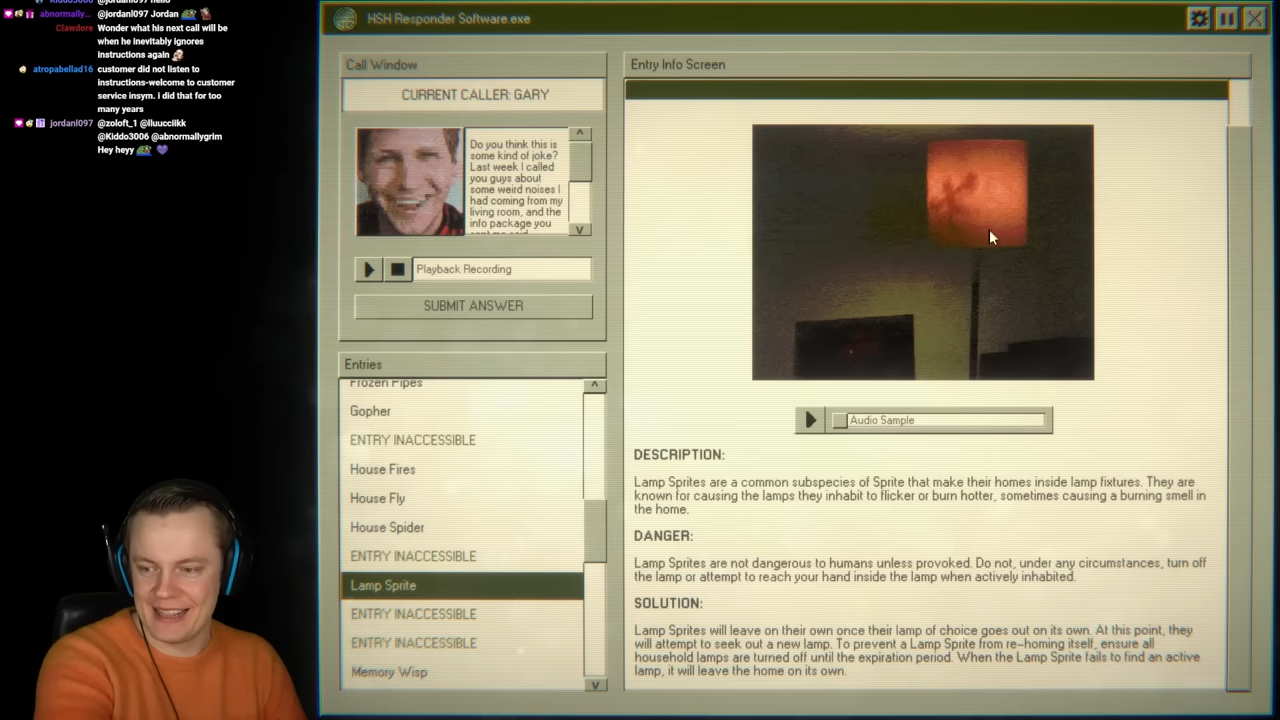 @jordanl097 hello
abnormally... @jordanl097 Jordan
Clawdore Wonder what his next call will be
when he inevitably ignores
instructions again
atropabellad16 customer did not listen to
instructions-welcome to customer
service insym. i did that for too
many years
jordanl097 @zoloft_1 @lluucciikk
@Kiddo3006 @abnormallygrim
Hey heyy
HSH Responder Software.exe
Call Window
CURRENT CALLER: GARY
Do you think this is
some kind of joke?
Last week I called
you guys about
some weird noises I
had coming from my
living room, and the
info package you
Playback Recording
SUBMIT ANSWER
Entries
Frozen Pipes
Gopher
ENTRY INACCESSIBLE
House Fires
House Fly
House Spider
ENTRY INACCESSIBLE
Lamp Sprite
ENTRY INACCESSIBLE
ENTRY INACCESSIBLE
Memory Wisp
Entry Info Screen
Audio Sample
DESCRIPTION:
Lamp Sprites are a common subspecies of Sprite that make their homes inside lamp fixtures. They are
known for causing the lamps they inhabit to flicker or burn hotter, sometimes causing a burning smell in
the home.
DANGER:
Lamp Sprites are not dangerous to humans unless provoked. Do not, under any circumstances, turn off
the lamp or attempt to reach your hand inside the lamp when actively inhabited.
SOLUTION:
Lamp Sprites will leave on their own once their lamp of choice goes out on its own. At this point, they
will attempt to seek out a new lamp. To prevent a Lamp Sprite from re-homing itself, ensure all
household lamps are turned off until the expiration period. When the Lamp Sprite fails to find an active
lamp, it will leave the home on its own.